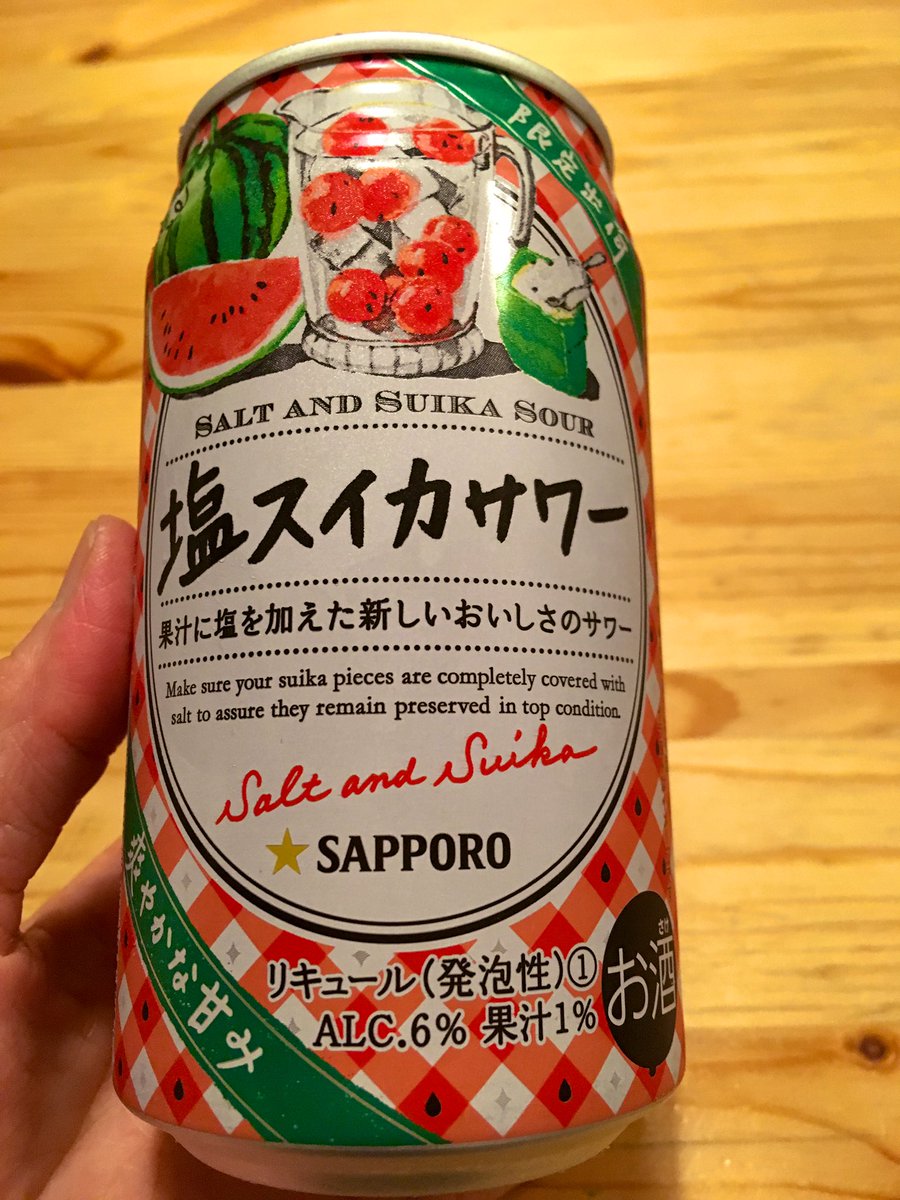 限定出荷
SALT AND SUIKA SOUR
塩スイカサワー
果汁に塩を加えた新しいおいしさのサワー
Make sure your suika pieces are completely covered with
salt to assure they remain preserved in top condition.
Salt and Suika
SAPPORO
爽やかな甘み
リキュール(発泡性)①
ALC.6% 果汁1%
さけ
お酒